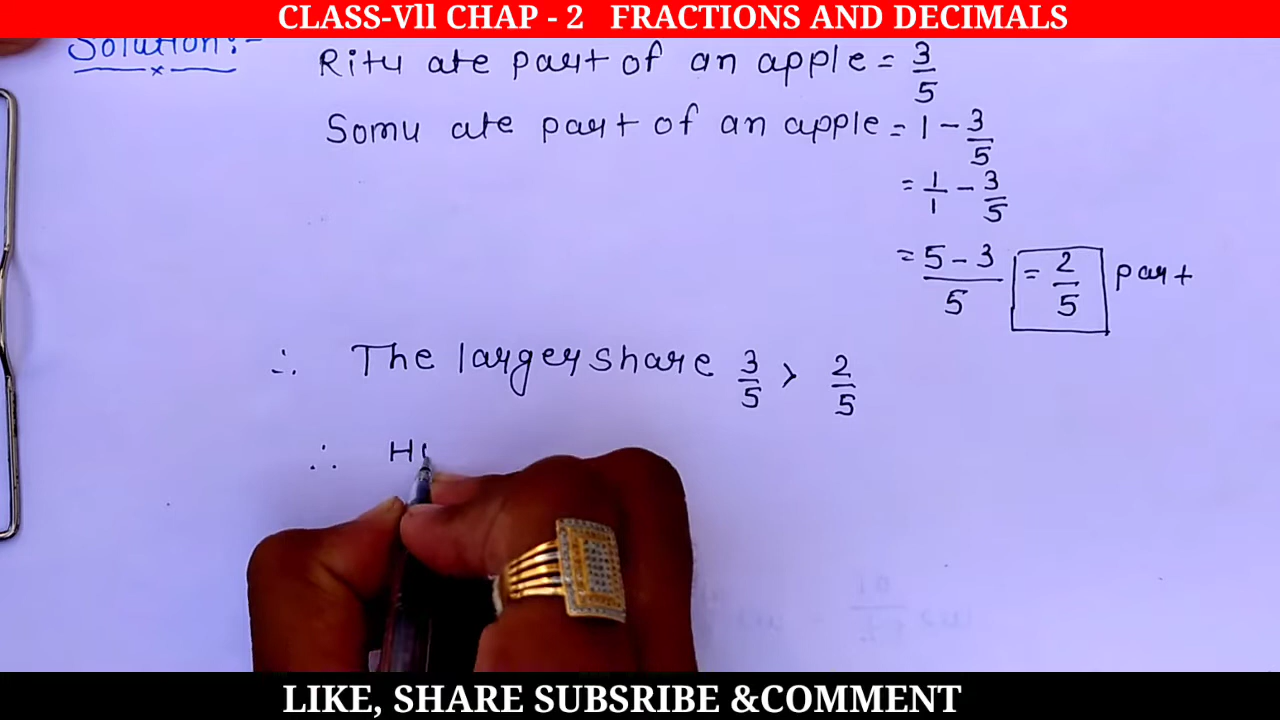 CLASS-Vll CHAP - 2 FRACTIONS AND DECIMALS
Solution:-
Ritu ate part of an apple = 3/5
Somu ate part of an apple = 1 - 3/5
= 1/1 - 3/5
= 5 - 3/5 = 2/5 part
∴ The larger share 3/5 > 2/5
∴ H
LIKE, SHARE SUBSRIBE &COMMENT